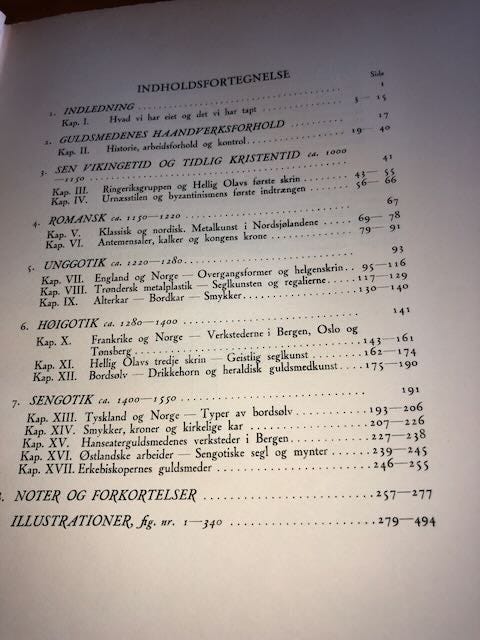 INDHOLDSFORTEGNELSE
Side
1. INDLEDNING .......... 1
Kap. I. Hvad vi har eiet og det vi har tapt .......... 3—15
2. GULDSMEDENES HAANDVERKSFORHOLD .......... 17
Kap. II. Historie, arbeidsforhold og kontrol .......... 19—40
3. SEN VIKINGETID OG TIDLIG KRISTENTID ca. 1000
—1150 .......... 41
Kap. III. Ringeriksgruppen og Hellig Olavs første skrin .......... 43—55
Kap. IV. Urnæsstilen og byzantinismens første indtrængen .......... 56—66
4. ROMANSK ca. 1150—1220 .......... 67
Kap. V. Klassisk og nordisk. Metalkunst i Nordsjølandene .......... 69—78
Kap. VI. Antemensaler, kalker og kongens krone .......... 79—91
5. UNGGOTIK ca. 1220—1280 .......... 93
Kap. VII. England og Norge — Overgangsformer og helgenskrin .......... 95—116
Kap. VIII. Trøndersk metalplastik — Seglkunsten og regalierne .......... 117—129
Kap. IX. Alterkar — Bordkar — Smykker .......... 130—140
6. HØIGOTIK ca. 1280—1400 .......... 141
Kap. X. Frankrike og Norge — Verkstederne i Bergen, Oslo og
Tønsberg .......... 143—161
Kap. XI. Hellig Olavs tredje skrin — Geistlig seglkunst .......... 162—174
Kap. XII. Bordsølv — Drikkehorn og heraldisk guldsmedkunst .......... 175—190
7. SENGOTIK ca. 1400—1550 .......... 191
Kap. XIII. Tyskland og Norge — Typer av bordsølv .......... 193—206
Kap. XIV. Smykker, kroner og kirkelige kar .......... 207—226
Kap. XV. Hanseaterguldsmedenes verksteder i Bergen .......... 227—238
Kap. XVI. Østlandske arbeider — Sengotiske segl og mynter .......... 239—245
Kap. XVII. Erkebiskopernes guldsmeder .......... 246—255
NOTER OG FORKORTELSER .......... 257—277
ILLUSTRATIONER, fig. nr. 1—340 .......... 279—494